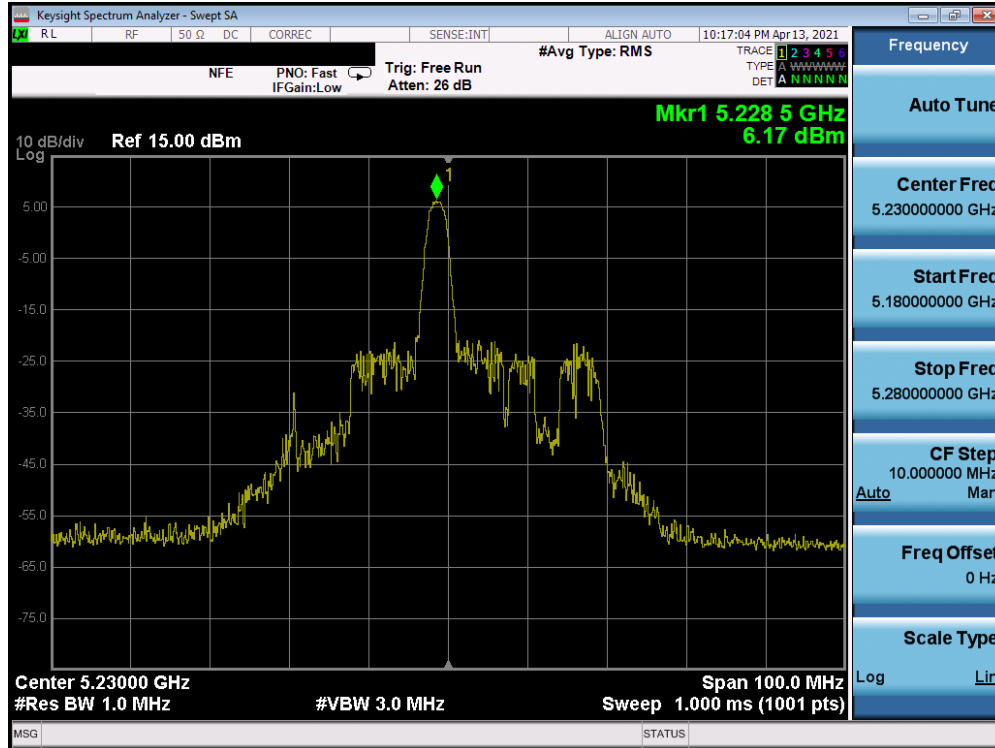 Keysight Spectrum Analyzer - Swept SA
LXI RL RF 50 Ω DC CORREC SENSE:INT ALIGN AUTO 10:17:04 PM Apr 13, 2021
#Avg Type: RMS
TRACE 1 2 3 4 5 6
TYPE A WWWWW
DET A N N N N N
NFE PNO: Fast Trig: Free Run
IFGain:Low Atten: 26 dB
Mkr1 5.228 5 GHz
6.17 dBm
10 dB/div Ref 15.00 dBm
Log
1
5.00
-5.00
-15.0
-25.0
-35.0
-45.0
-55.0
-65.0
-75.0
Center 5.23000 GHz Span 100.0 MHz
#Res BW 1.0 MHz #VBW 3.0 MHz Sweep 1.000 ms (1001 pts)
MSG STATUS
Frequency
Auto Tune
Center Freq
5.230000000 GHz
Start Freq
5.180000000 GHz
Stop Freq
5.280000000 GHz
CF Step
10.000000 MHz
Auto Man
Freq Offset
0 Hz
Scale Type
Log Lin